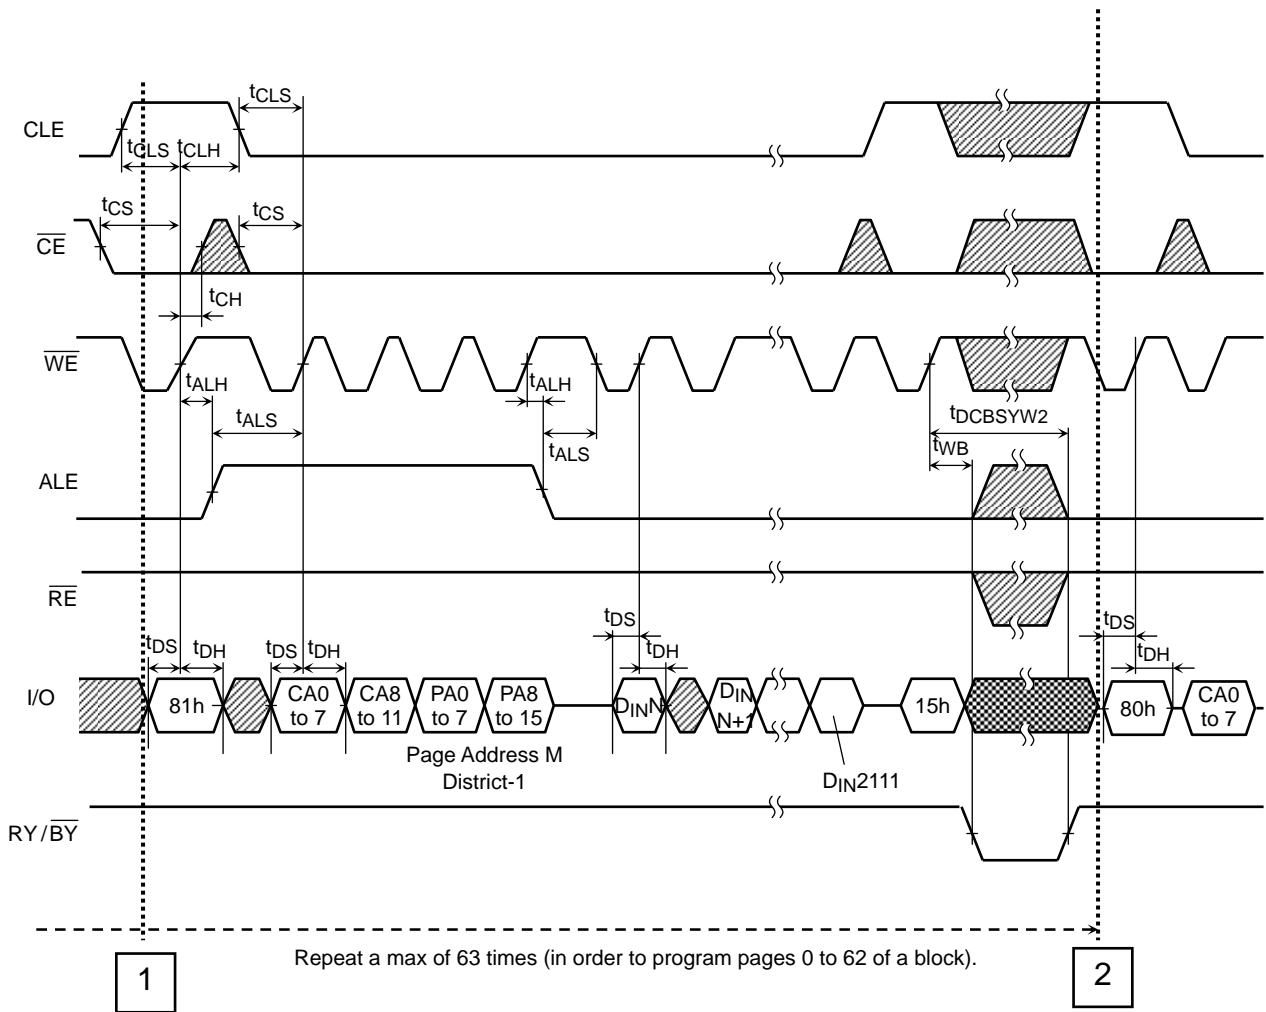 tCLS
CLE
tCLS tCLH
tCS tCS
CE
tCH
WE
tALH tALH
tALS tDCBSYW2
tALS tWB
ALE
RE
tDS tDS
tDS tDH tDS tDH tDH tDH
I/O 81h CA0 to 7 CA8 to 11 PA0 to 7 PA8 to 15 DINN DIN N+1 15h 80h CA0 to 7
Page Address M
District-1
DIN2111
RY/BY
Repeat a max of 63 times (in order to program pages 0 to 62 of a block).
1 2